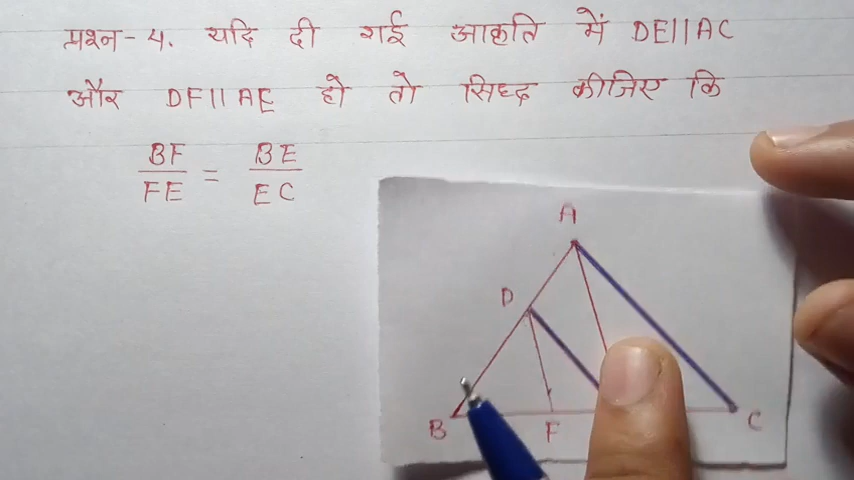 प्रश्न-4. यदि दी गई आकृति में DE||AC
और DF||AE हो तो सिध्द कीजिए कि
BF/FE = BE/EC
A
D
B F C